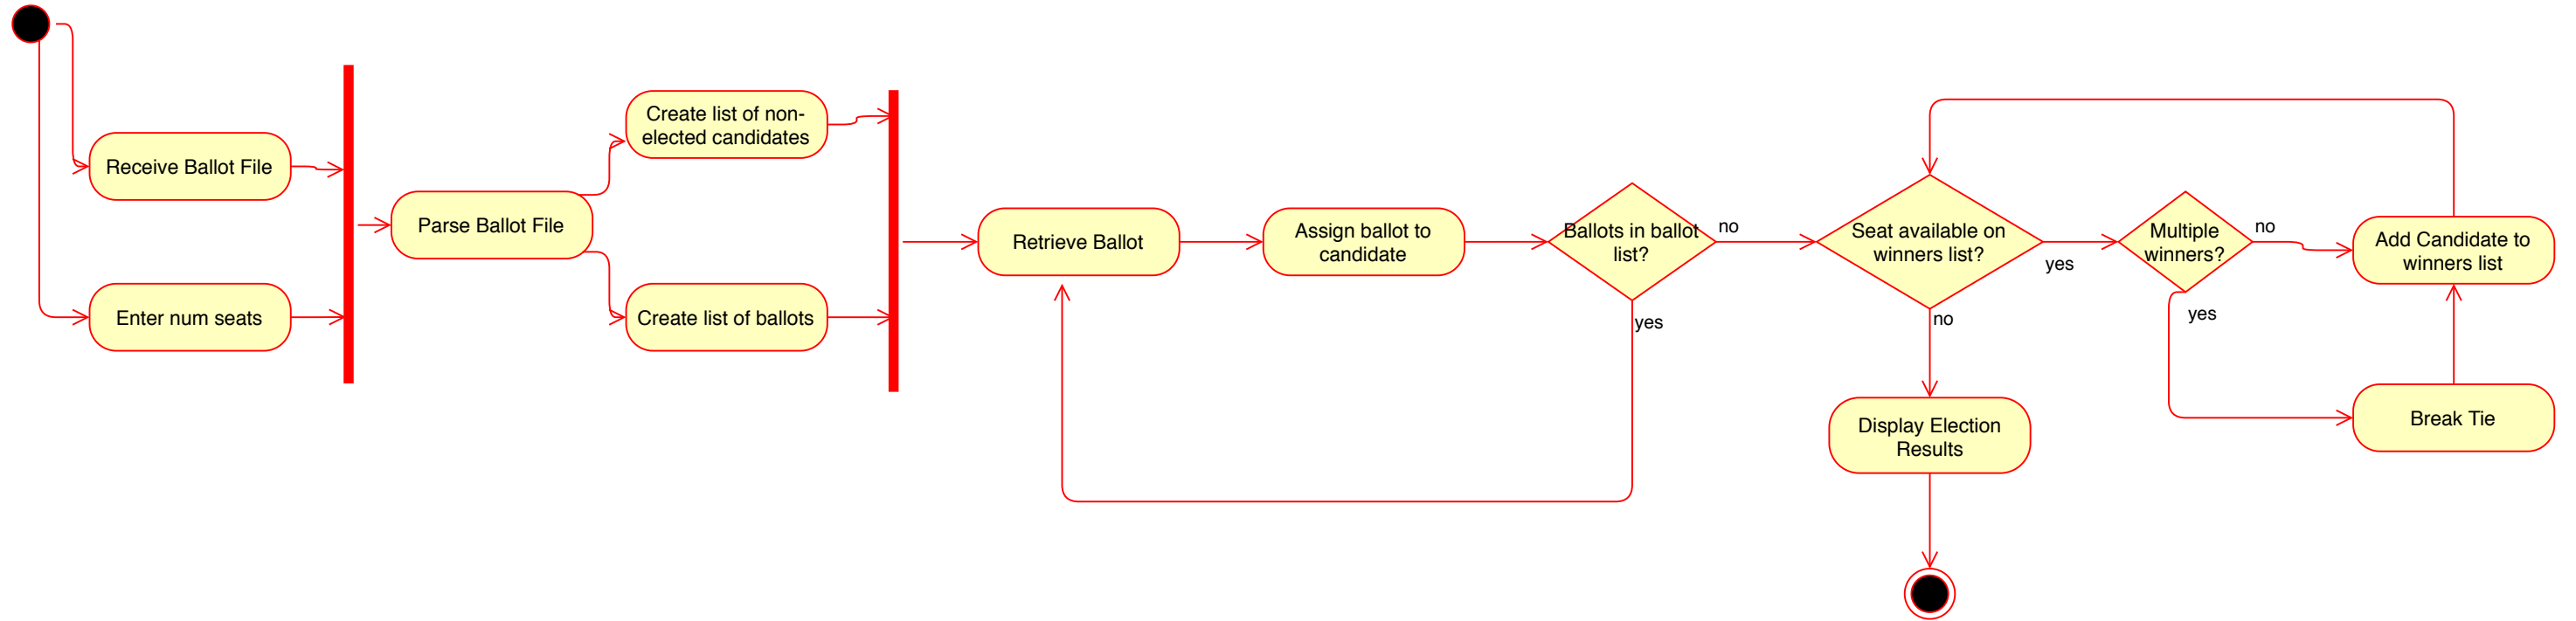 Receive Ballot File
Enter num seats
Parse Ballot File
Create list of non-
elected candidates
Create list of ballots
Retrieve Ballot
Assign ballot to
candidate
Ballots in ballot
list?
no
yes
Seat available on
winners list?
yes
no
Multiple
winners?
no
yes
Add Candidate to
winners list
Break Tie
Display Election
Results